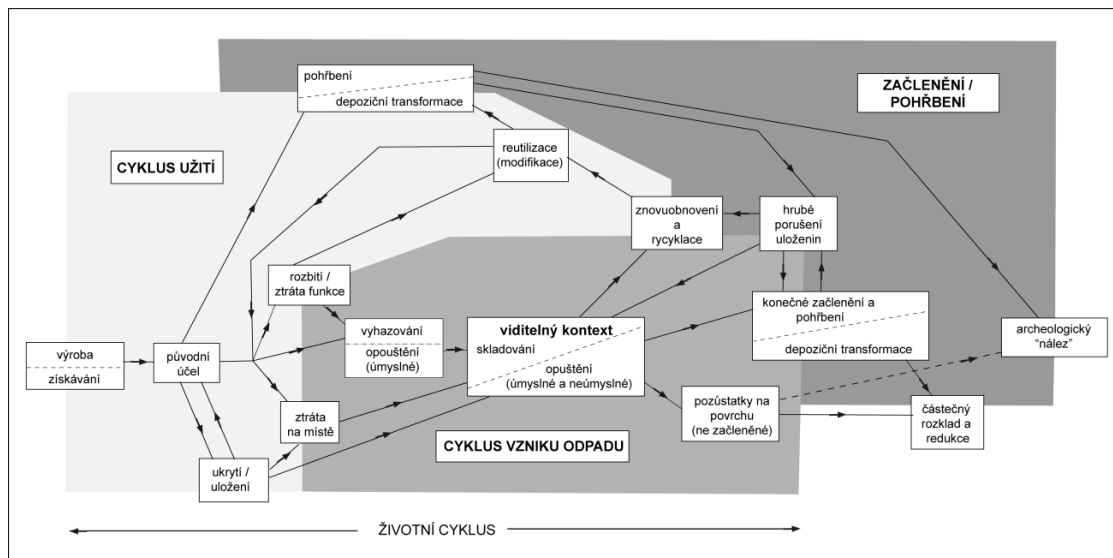 pohřbení
depoziční transformace
ZAČLENĚNÍ /
POHŘBENÍ
CYKLUS UŽITÍ
reutilizace
(modifikace)
znovuobnovení
a
rycyklace
hrubé
porušení
uloženin
rozbití /
ztráta funkce
vyhazování
opouštění
(úmyslné)
viditelný kontext
skladování
opuštění
(úmyslné a neúmyslné)
konečné začlenění a
pohřbení
depoziční transformace
archeologický
"nález"
výroba
získávání
původní
účel
ztráta
na místě
pozůstatky na
povrchu
(ne začleněné)
částečný
rozklad a
redukce
CYKLUS VZNIKU ODPADU
ukrytí /
uložení
ŽIVOTNÍ CYKLUS